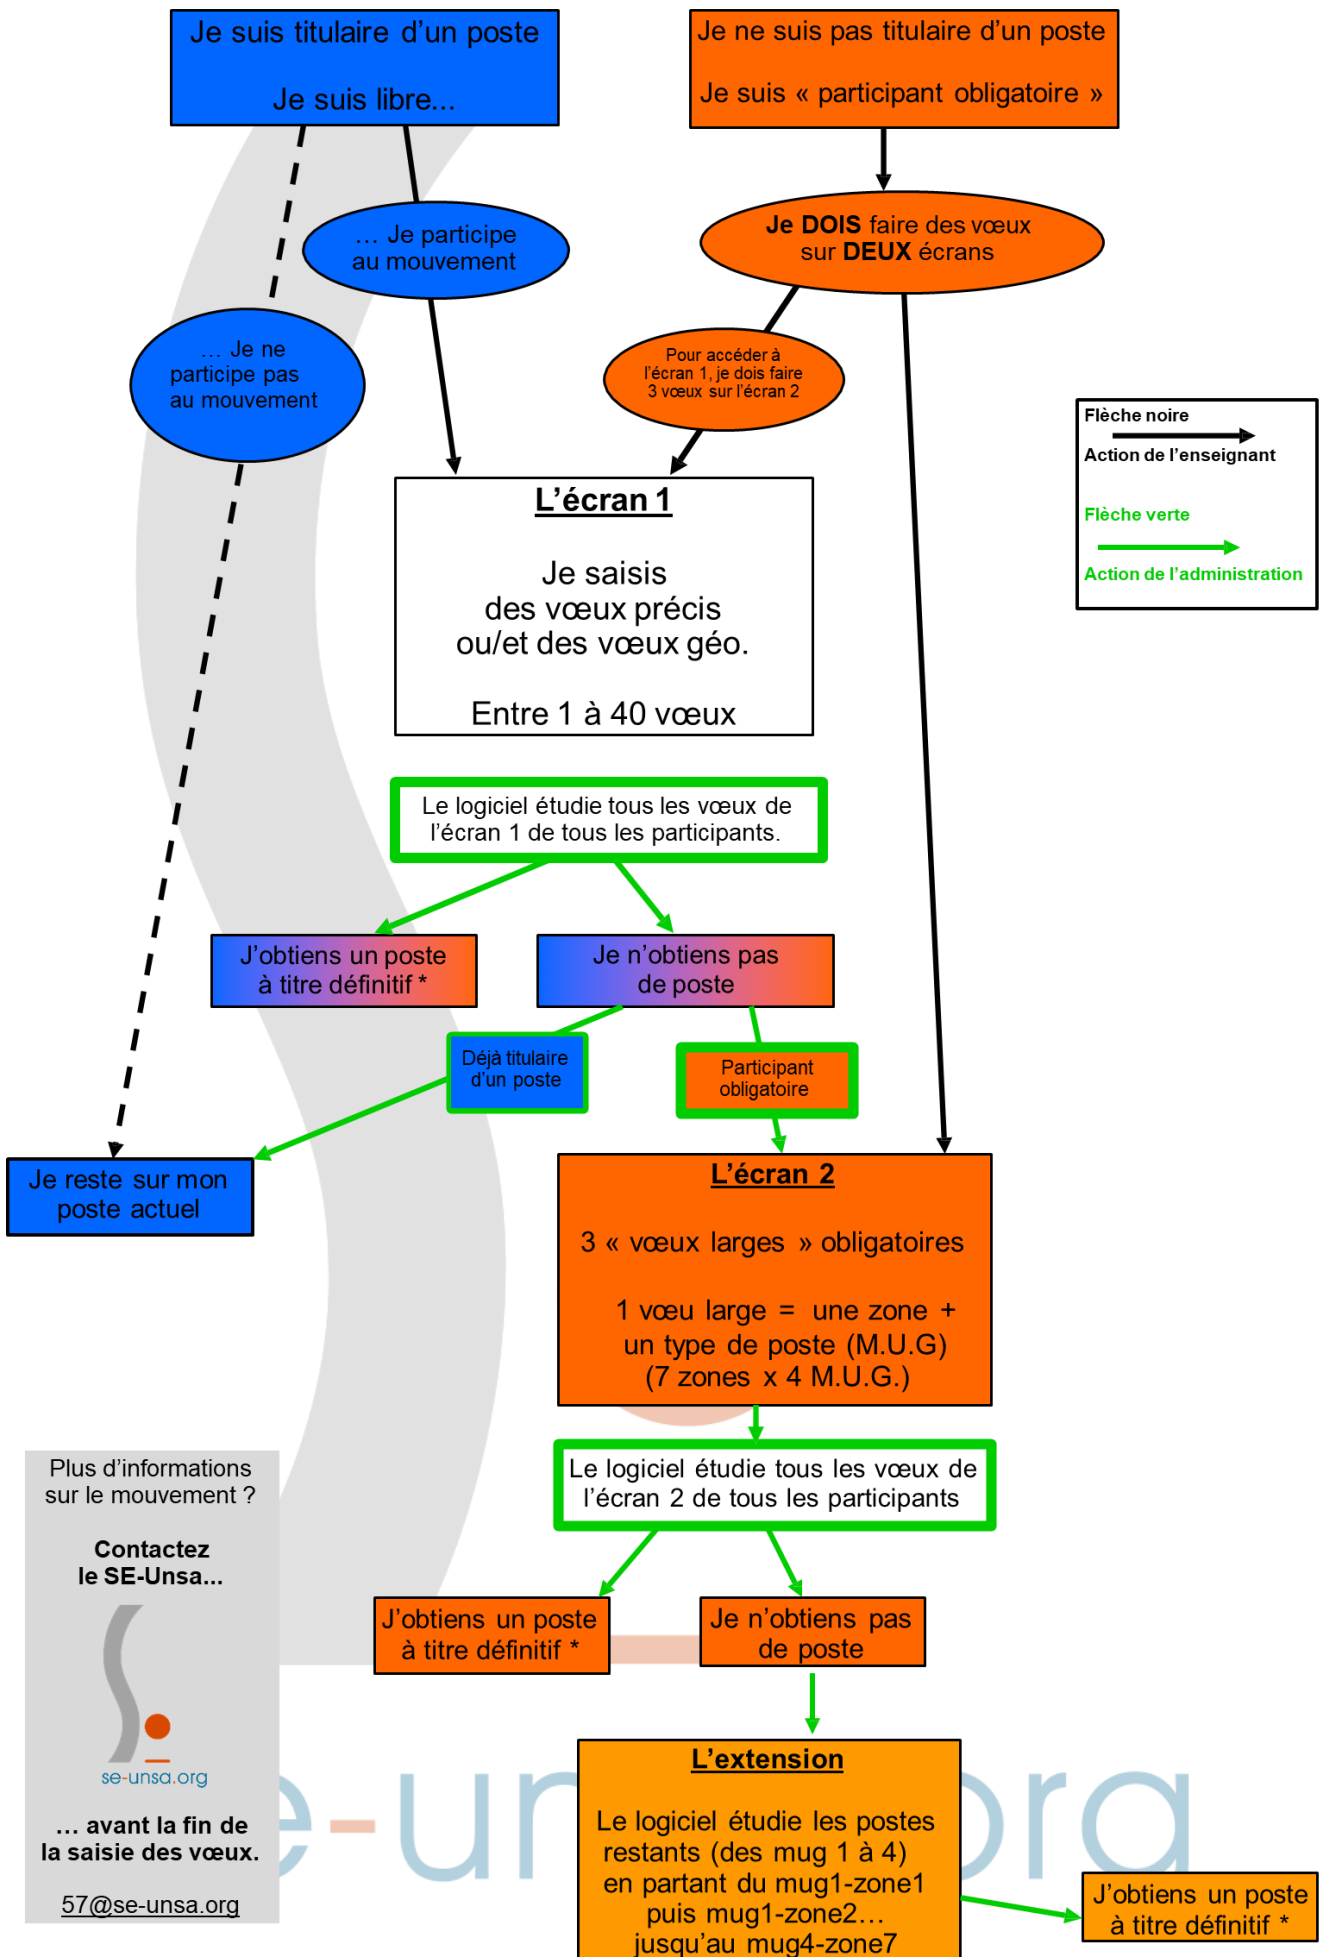 Je suis titulaire d’un poste
Je suis libre...
Je ne suis pas titulaire d’un poste
Je suis « participant obligatoire »
… Je participe
au mouvement
Je DOIS faire des vœux
sur DEUX écrans
… Je ne
participe pas
au mouvement
Pour accéder à
l’écran 1, je dois faire
3 vœux sur l’écran 2
Flèche noire
Action de l’enseignant
Flèche verte
Action de l’administration
L’écran 1
Je saisis
des vœux précis
ou/et des vœux géo.
Entre 1 à 40 vœux
Le logiciel étudie tous les vœux de
l’écran 1 de tous les participants.
J’obtiens un poste
à titre définitif *
Je n’obtiens pas
de poste
Déjà titulaire
d’un poste
Participant
obligatoire
Je reste sur mon
poste actuel
L’écran 2
3 « vœux larges » obligatoires
1 vœu large = une zone +
un type de poste (M.U.G)
(7 zones x 4 M.U.G.)
Le logiciel étudie tous les vœux de
l’écran 2 de tous les participants
J’obtiens un poste
à titre définitif *
Je n’obtiens pas
de poste
L’extension
Le logiciel étudie les postes
restants (des mug 1 à 4)
en partant du mug1-zone1
puis mug1-zone2…
jusqu’au mug4-zone7
J’obtiens un poste
à titre définitif *
Plus d’informations
sur le mouvement ?
Contactez
le SE-Unsa...
se-unsa.org
… avant la fin de
la saisie des vœux.
57@se-unsa.org